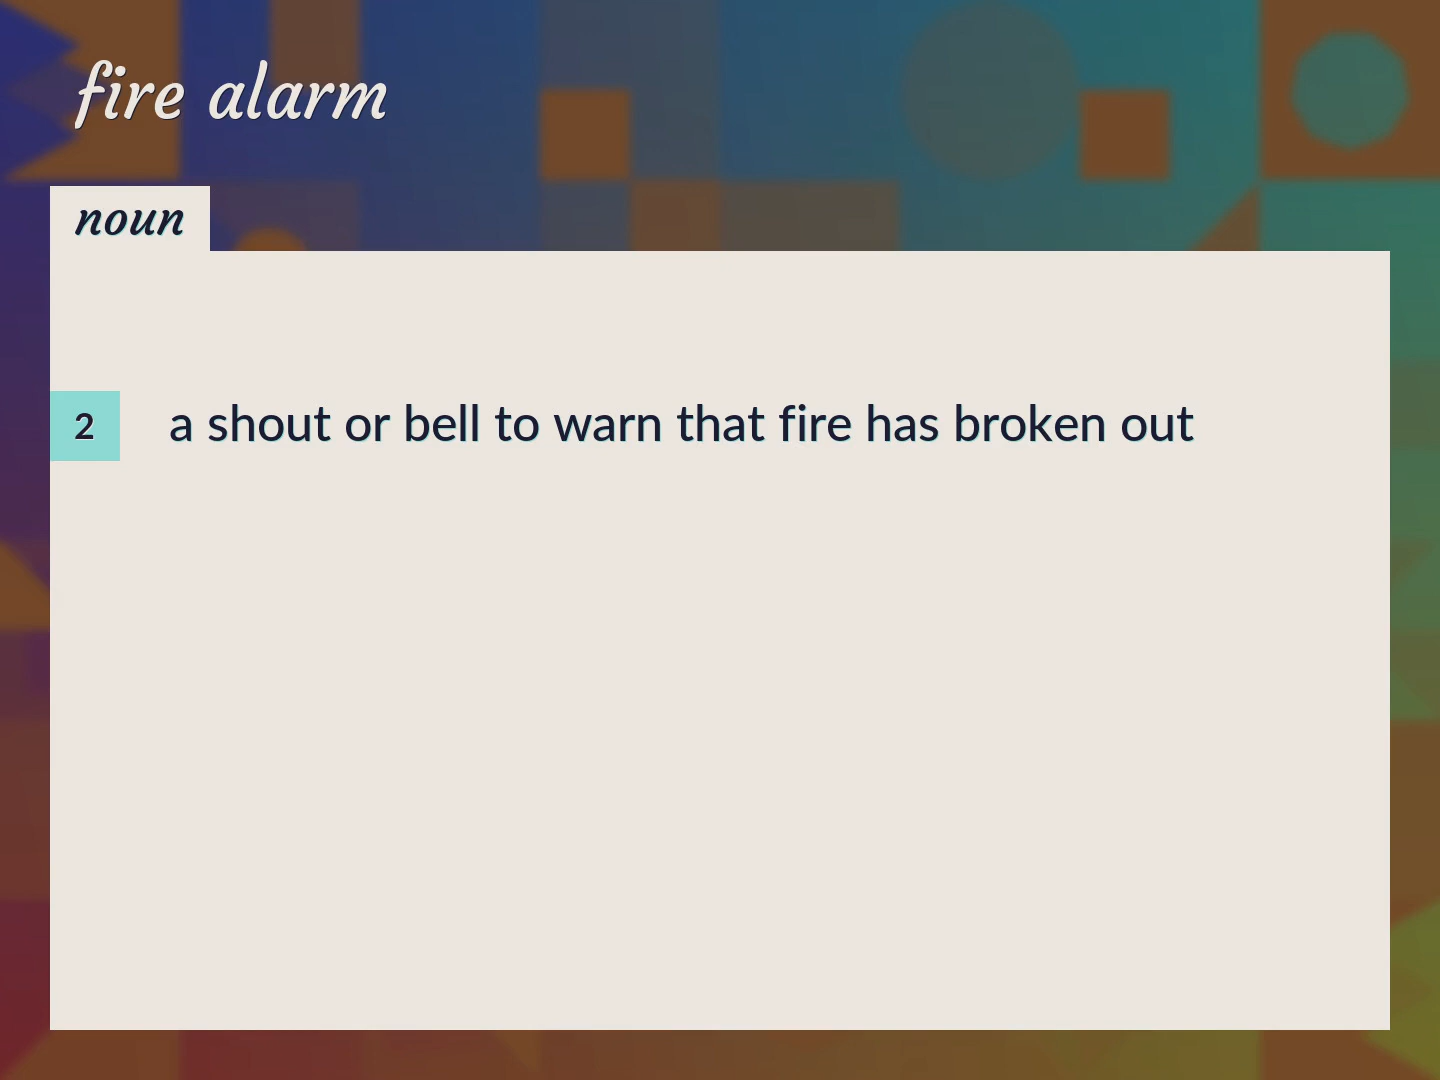 fire alarm
noun
2 a shout or bell to warn that fire has broken out